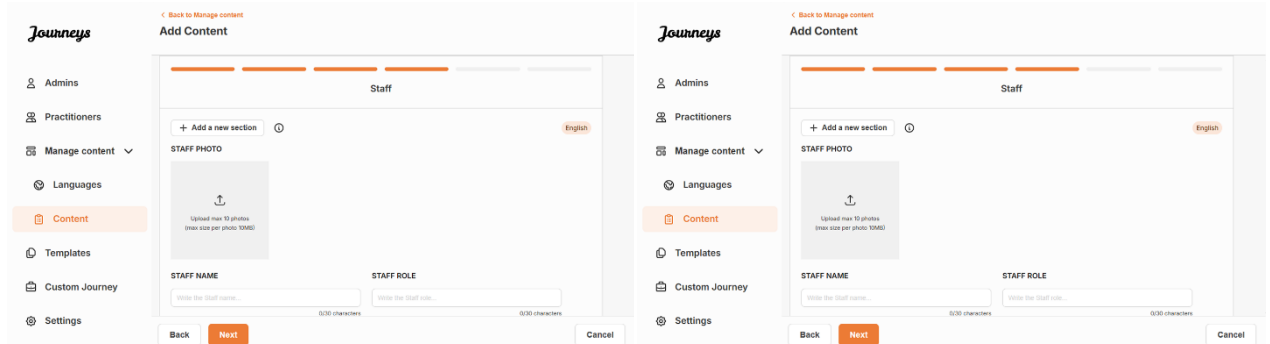 Journeys
< Back to Manage content
Add Content
Admins
Practitioners
Manage content
Languages
Content
Templates
Custom Journey
Settings
Staff
+ Add a new section
English
STAFF PHOTO
Upload max 10 photos
(max size per photo 10MB)
STAFF NAME
STAFF ROLE
Write the Staff name...
Write the Staff role...
0/30 characters
0/30 characters
Back
Next
Cancel
Journeys
< Back to Manage content
Add Content
Admins
Practitioners
Manage content
Languages
Content
Templates
Custom Journey
Settings
Staff
+ Add a new section
English
STAFF PHOTO
Upload max 10 photos
(max size per photo 10MB)
STAFF NAME
STAFF ROLE
Write the Staff name...
Write the Staff role...
0/30 characters
0/30 characters
Back
Next
Cancel